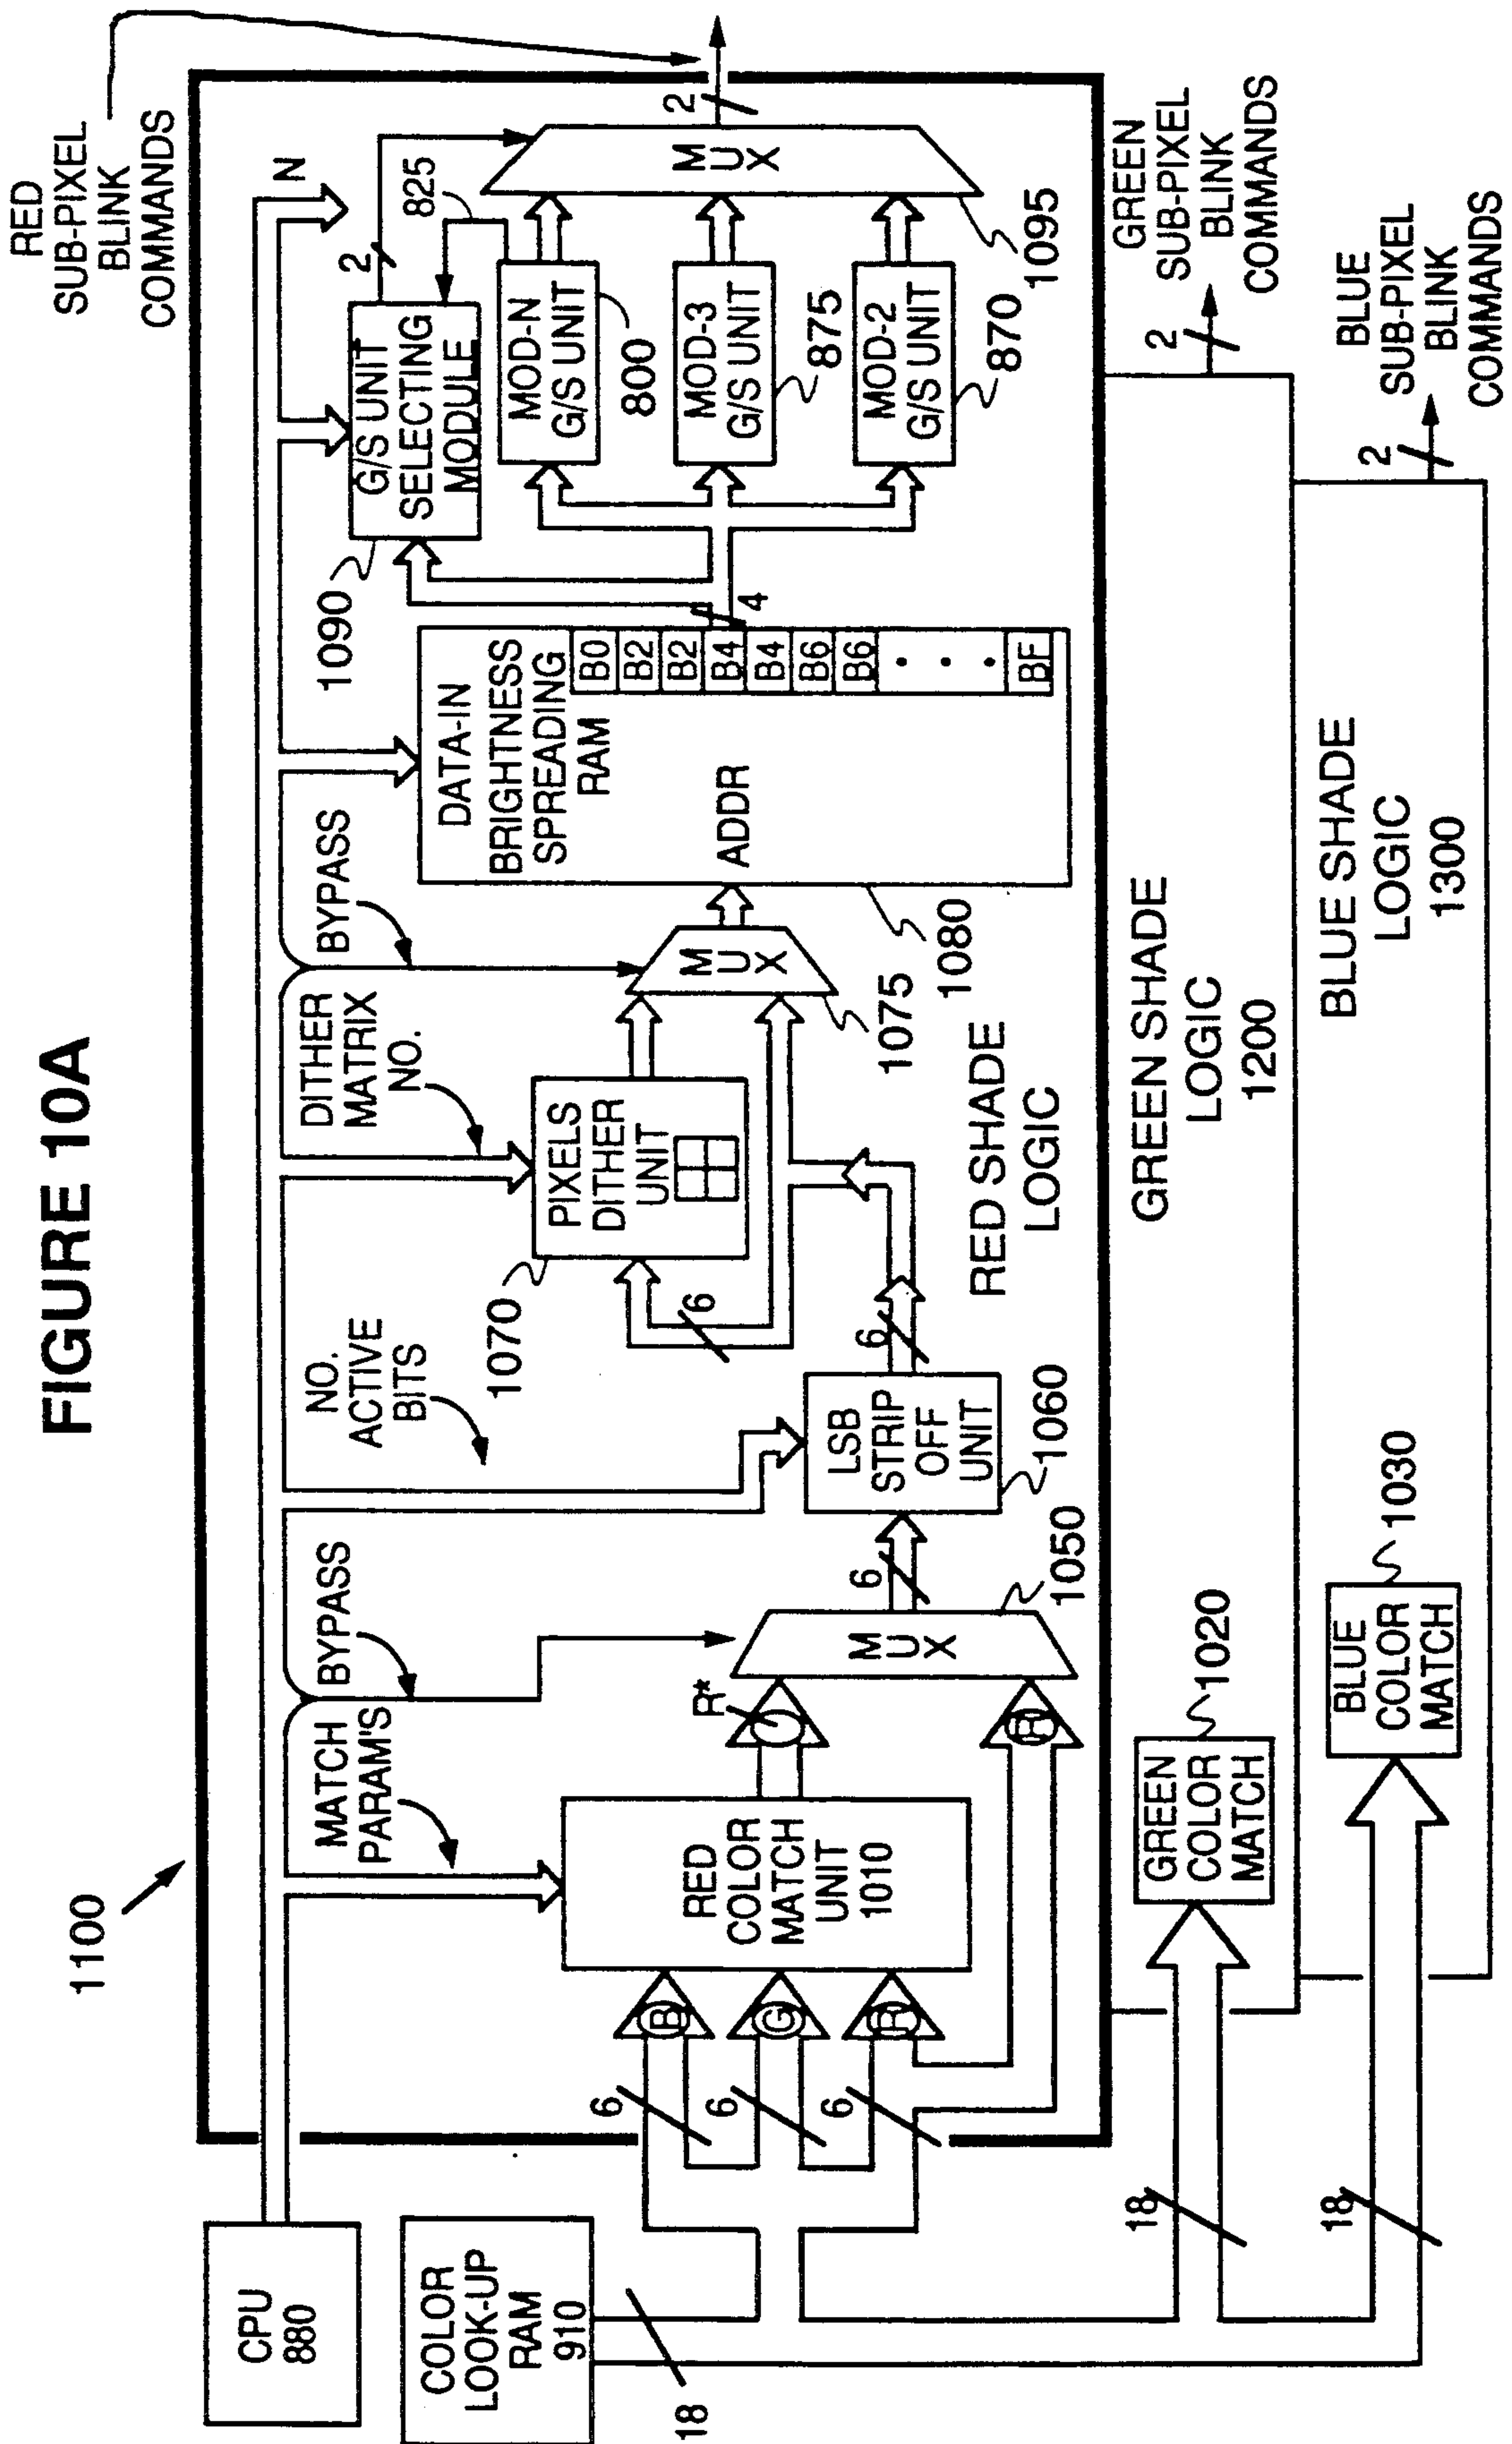 FIGURE 10A
1100
CPU
880
COLOR
LOOK-UP
RAM
910
18
MATCH
PARAM'S
BYPASS
NO.
ACTIVE
BITS
DITHER
MATRIX
NO.
BYPASS
N
RED
SUB-PIXEL
BLINK
COMMANDS
6
6
6
B
G
R
RED
COLOR
MATCH
UNIT
1010
R*
R
MUX
1050
6
LSB
STRIP
OFF
UNIT
1060
6
6
1070
PIXELS
DITHER
UNIT
MUX
1075
DATA-IN
BRIGHTNESS
SPREADING
RAM
ADDR
1080
B0
B2
B2
B4
B4
B6
B6
BF
4
1090
G/S UNIT
SELECTING
MODULE
2
825
MOD-N
G/S UNIT
800
MOD-3
G/S UNIT
875
MOD-2
G/S UNIT
870
MUX
1095
2
RED SHADE
LOGIC
18
GREEN
COLOR
MATCH
1020
GREEN SHADE
LOGIC
1200
2
GREEN
SUB-PIXEL
BLINK
COMMANDS
18
BLUE
COLOR
MATCH
1030
BLUE SHADE
LOGIC
1300
2
BLUE
SUB-PIXEL
BLINK
COMMANDS